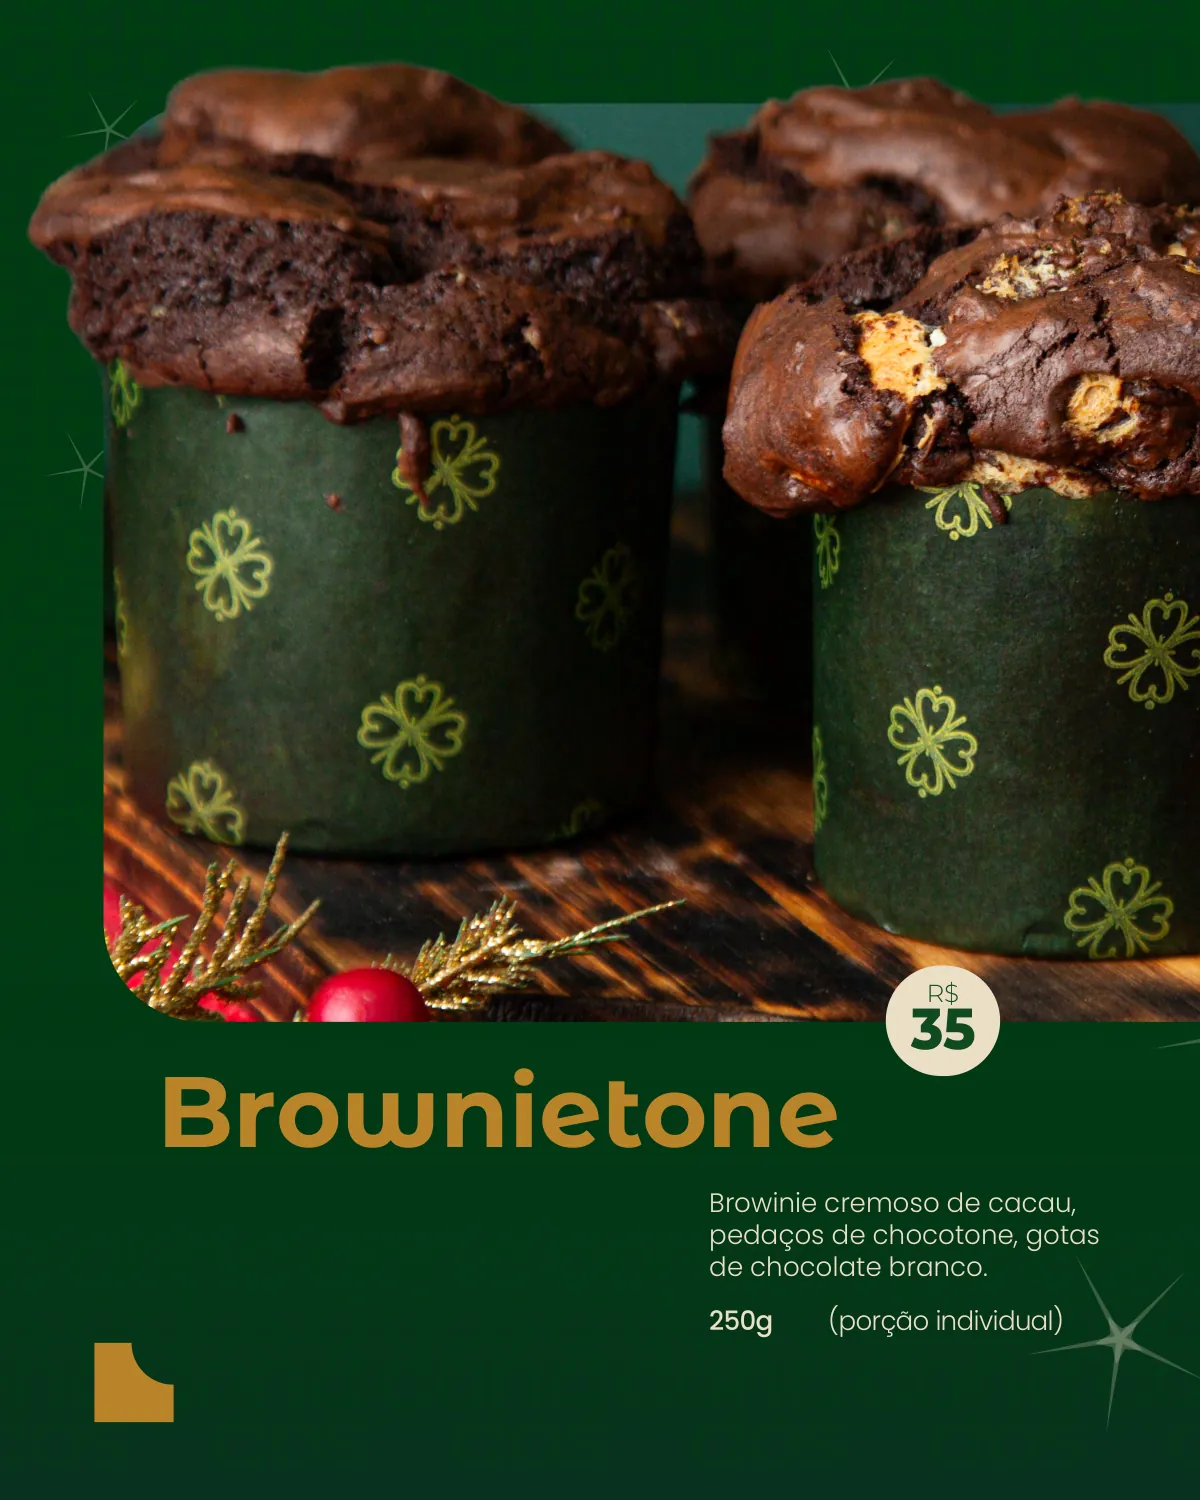 R$
35
Brownietone
Browinie cremoso de cacau,
pedaços de chocotone, gotas
de chocolate branco.
250g (porção individual)